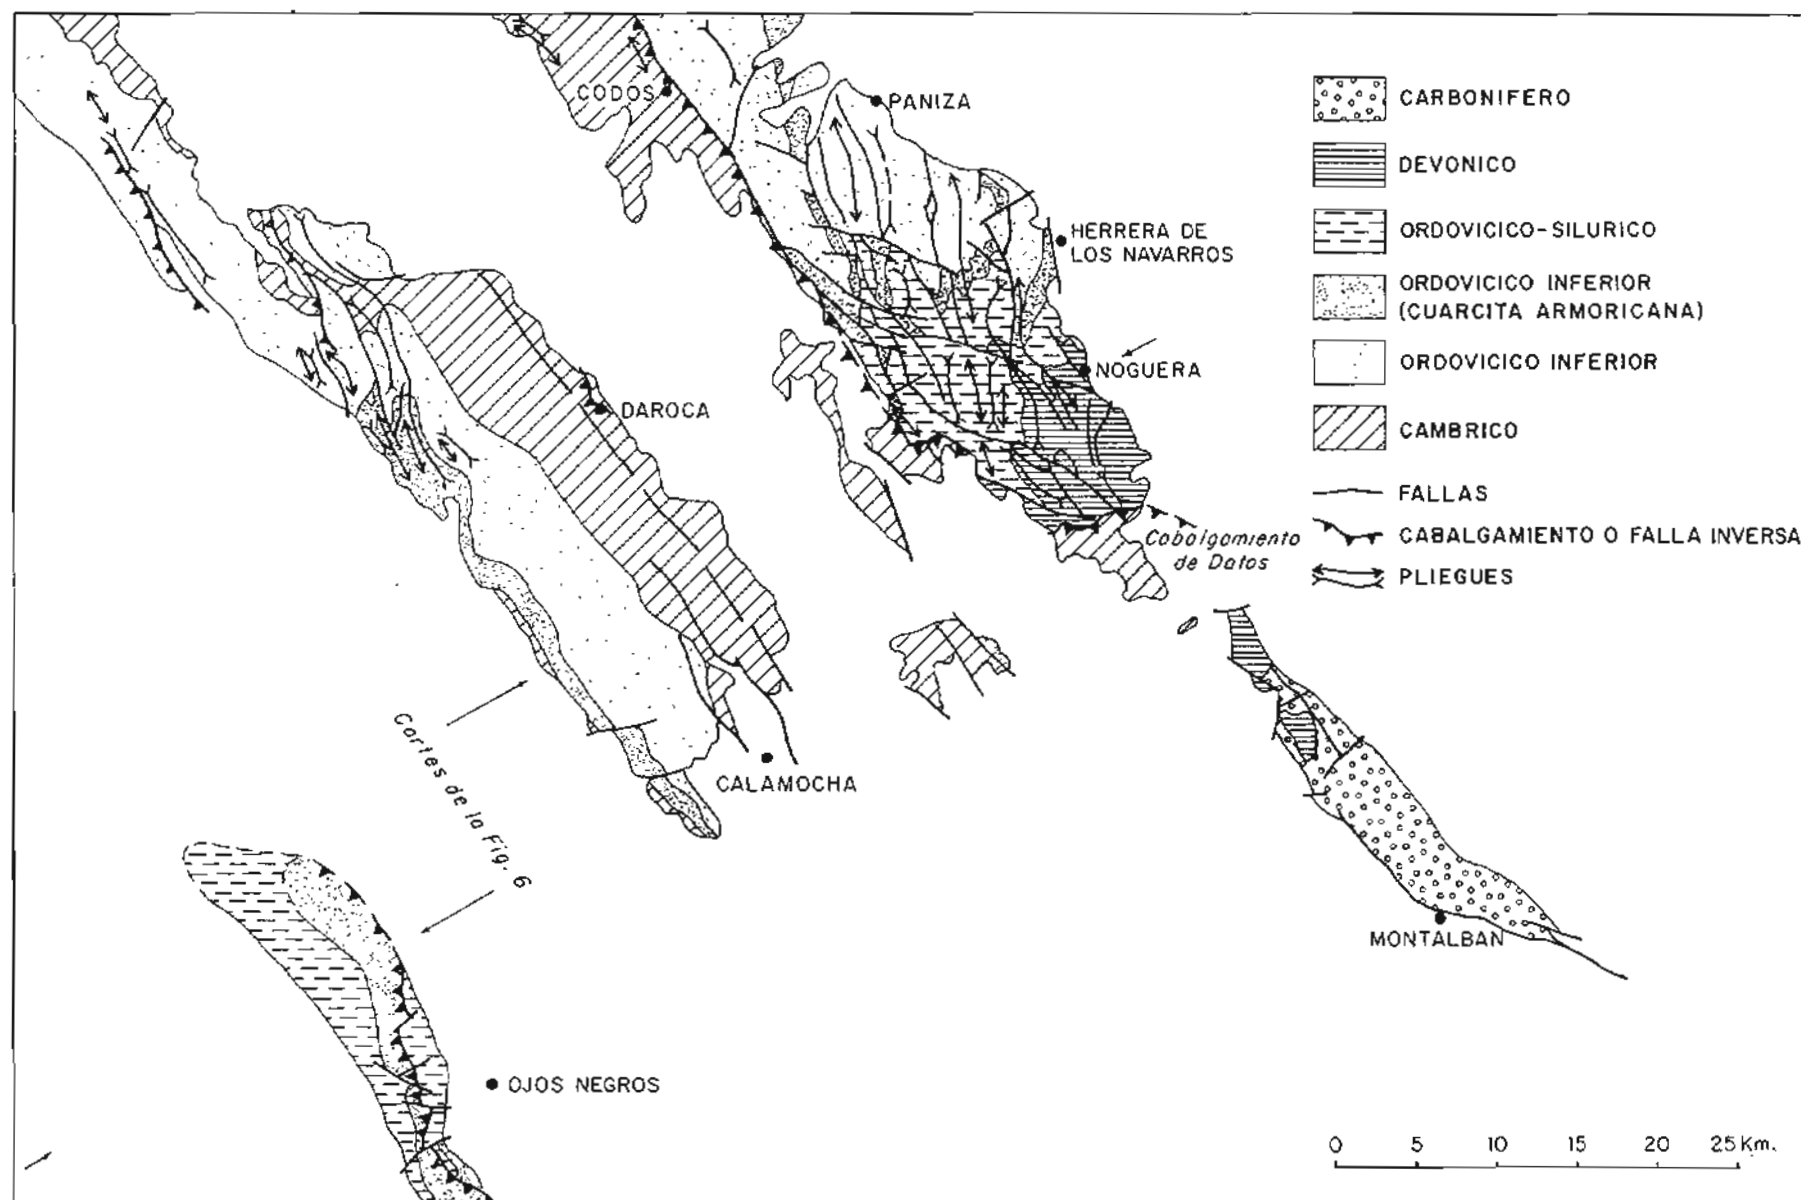 CODOS
PANIZA
HERRERA DE
LOS NAVARROS
NOGUERA
DAROCA
Cabalgamiento
de Datos
CALAMOCHA
Cortes de la Fig. 6
MONTALBAN
OJOS NEGROS
CARBONIFERO
DEVONICO
ORDOVICICO-SILURICO
ORDOVICICO INFERIOR
(CUARCITA ARMORICANA)
ORDOVICICO INFERIOR
CAMBRICO
FALLAS
CABALGAMIENTO O FALLA INVERSA
PLIEGUES
0 5 10 15 20 25 Km.